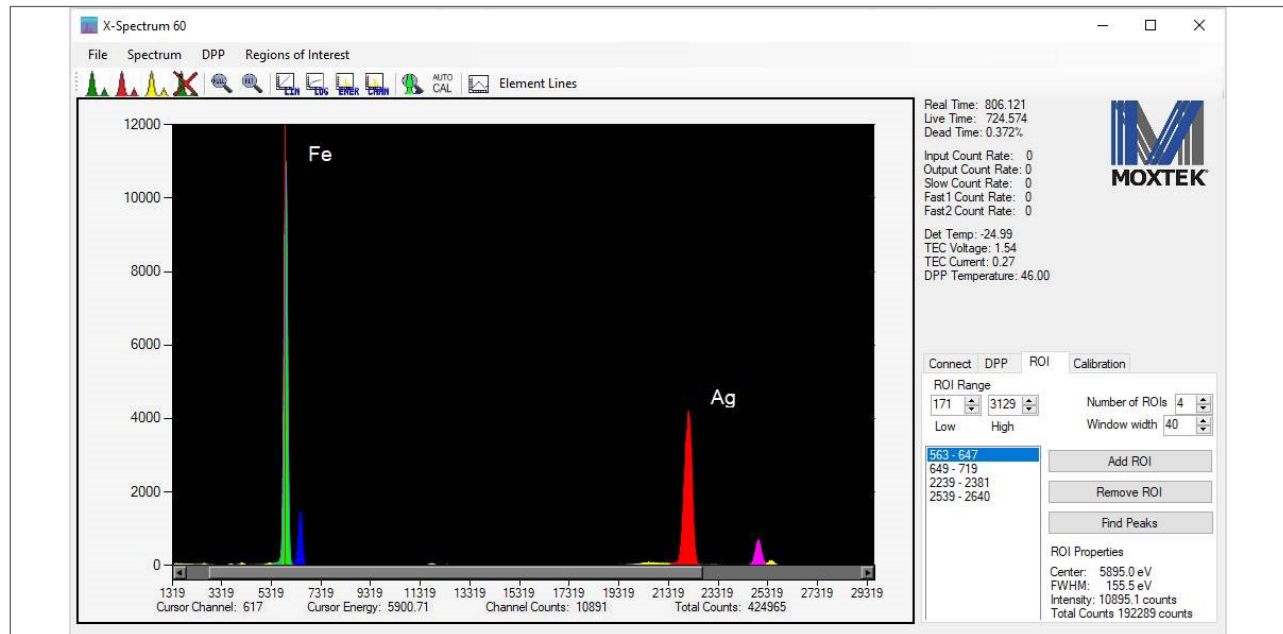 X-Spectrum 60
File Spectrum DPP Regions of Interest
LIN LOG ENER CHAN AUTO CAL Element Lines
12000
10000
8000
6000
4000
2000
0
Fe
Ag
1319 3319 5319 7319 9319 11319 13319 15319 17319 19319 21319 23319 25319 27319 29319
Cursor Channel: 617 Cursor Energy: 5900.71 Channel Counts: 10891 Total Counts: 424965
Real Time: 806.121
Live Time: 724.574
Dead Time: 0.372%
Input Count Rate: 0
Output Count Rate: 0
Slow Count Rate: 0
Fast1 Count Rate: 0
Fast2 Count Rate: 0
Det Temp: -24.99
TEC Voltage: 1.54
TEC Current: 0.27
DPP Temperature: 46.00
MOXTEK
Connect DPP ROI Calibration
ROI Range
171 3129
Low High
Number of ROIs 4
Window width 40
563 - 647
649 - 719
2239 - 2381
2539 - 2640
Add ROI
Remove ROI
Find Peaks
ROI Properties
Center: 5895.0 eV
FWHM: 155.5 eV
Intensity: 10895.1 counts
Total Counts 192289 counts